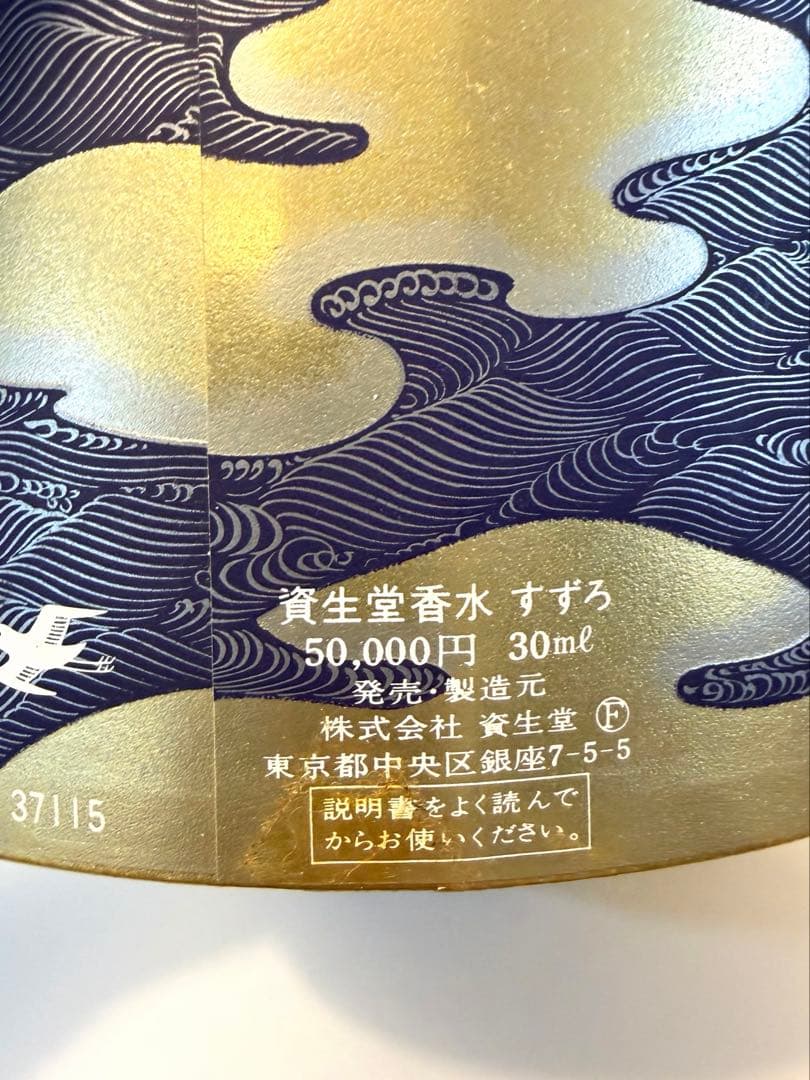 資生堂香水 すずろ
50,000円 30mℓ
発売・製造元
株式会社 資生堂 Ⓕ
東京都中央区銀座7-5-5
説明書をよく読んで
からお使いください。
37115